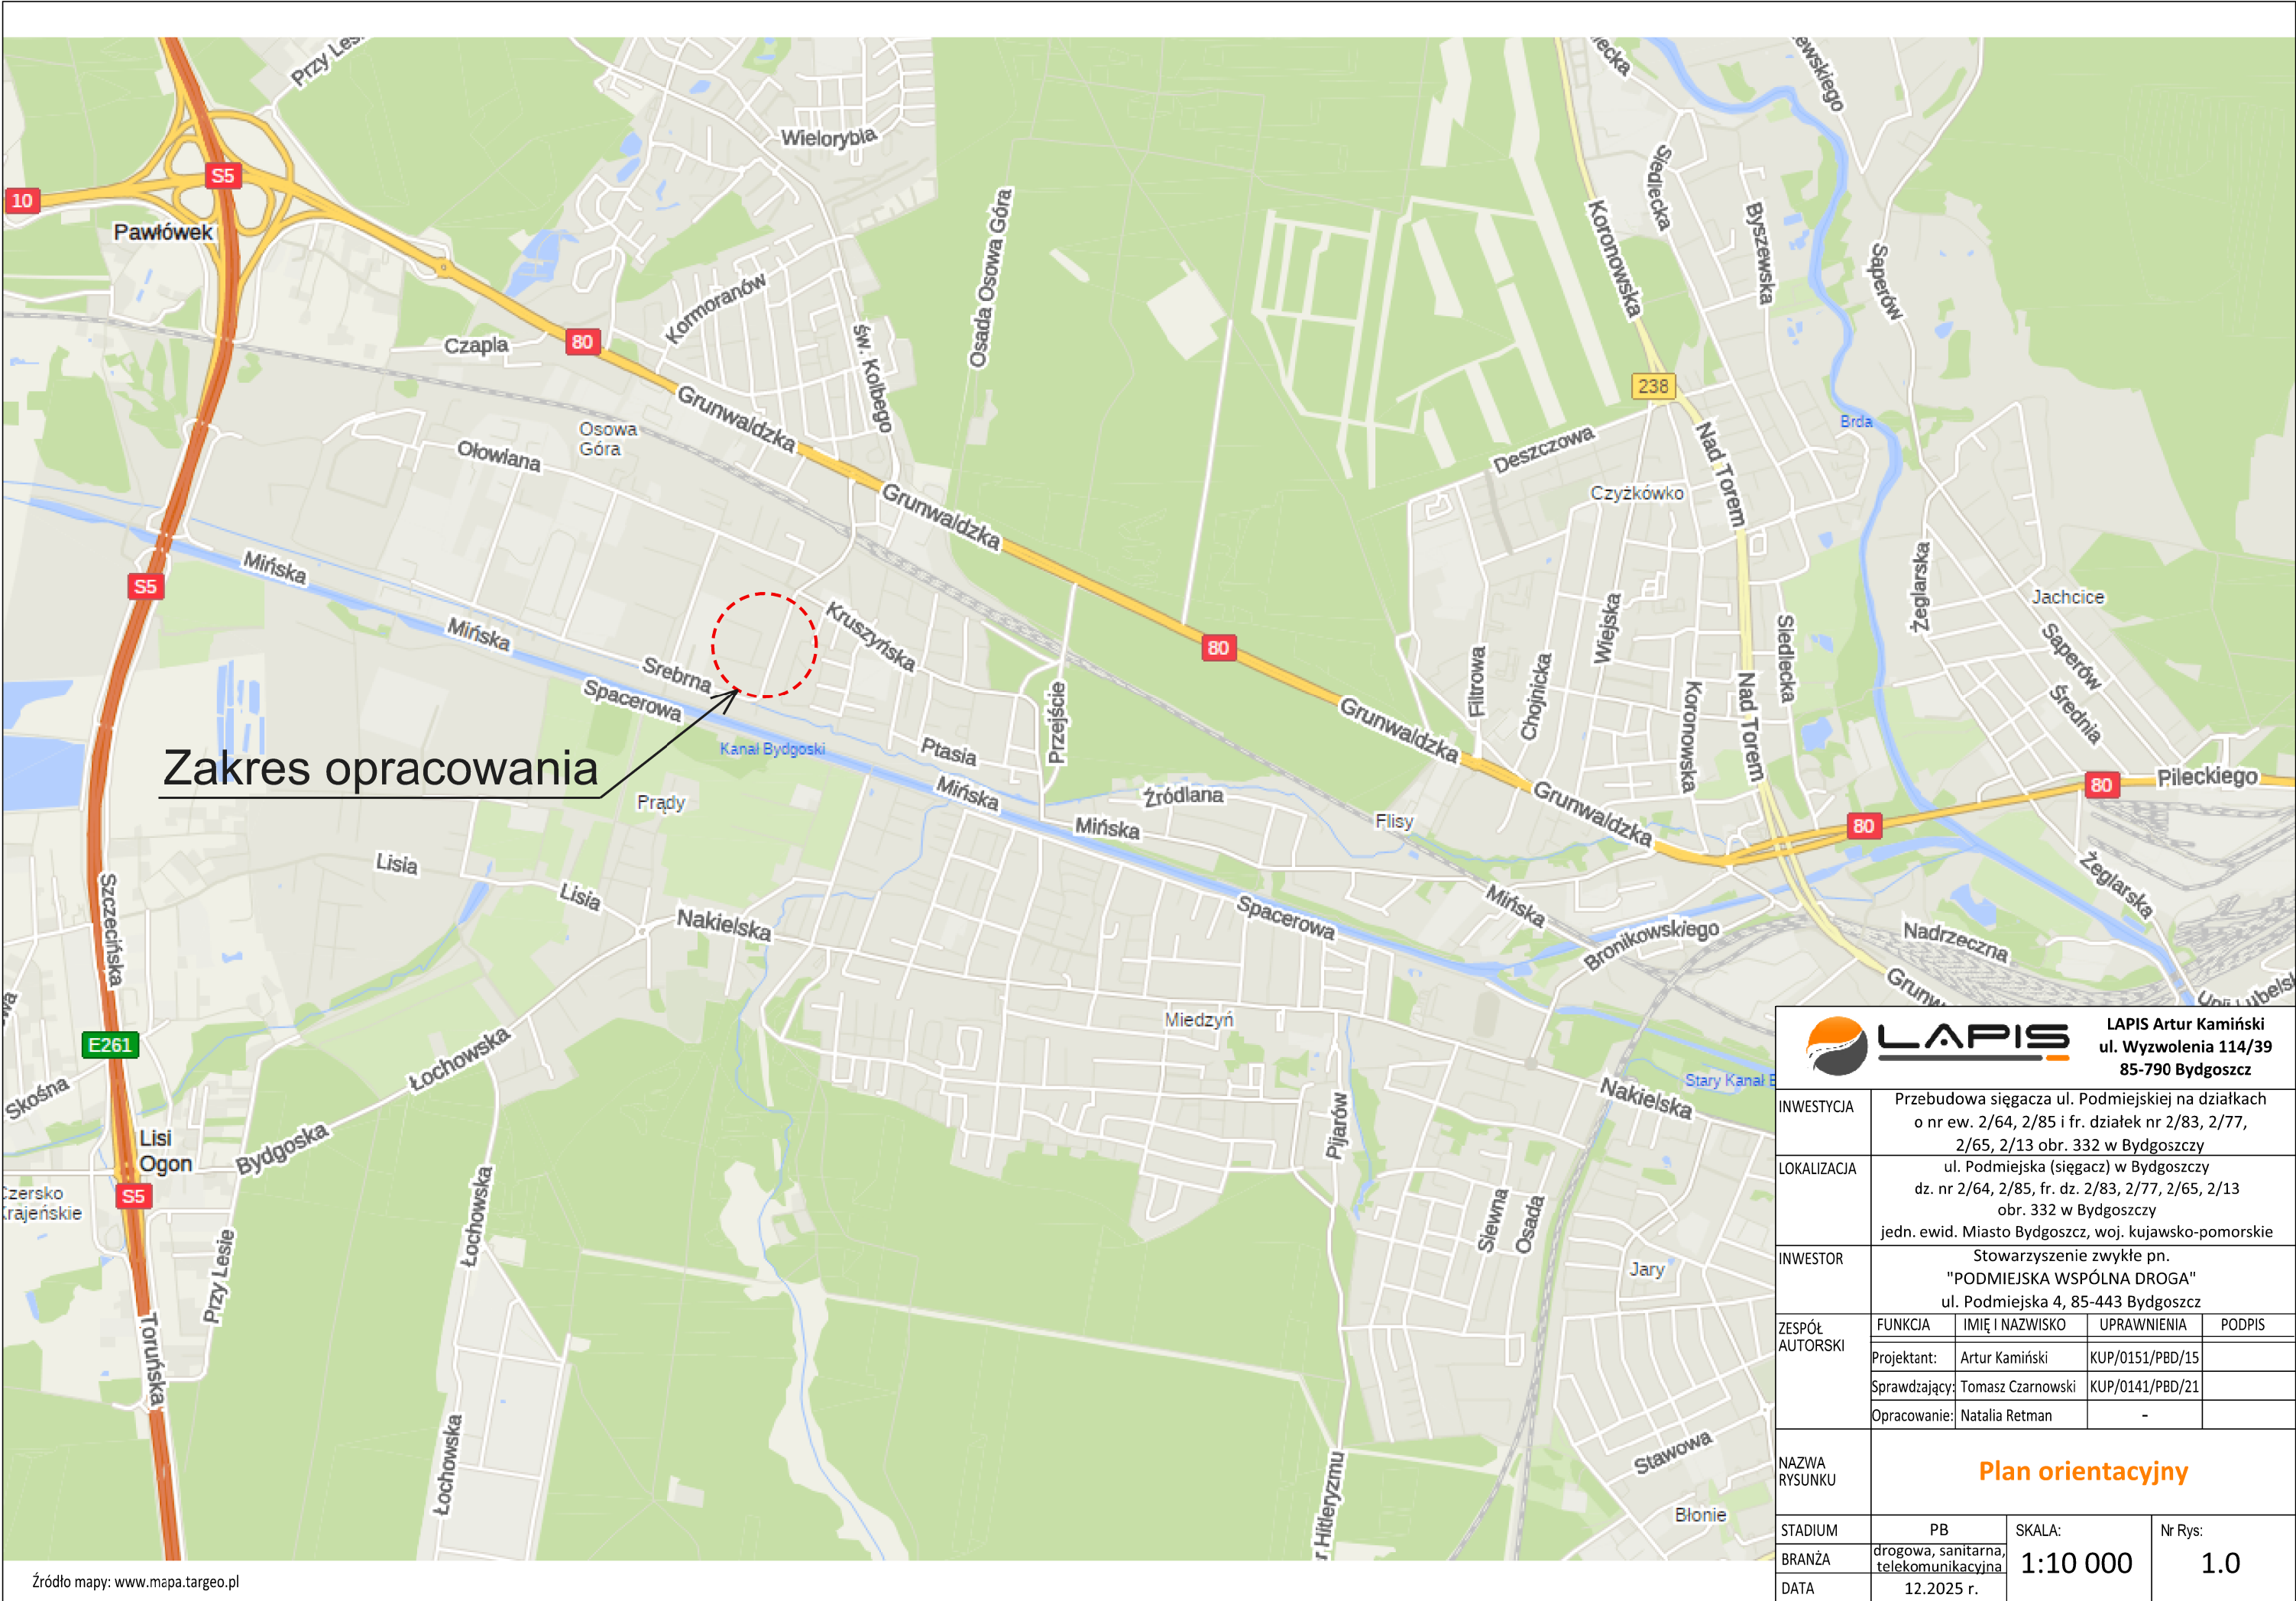 Przy Les
Wielorybia
ecka
ewskiego
S5
10
Pawłówek
Siedlecka
Koronowska
Byszewska
Saperów
Osada Osowa Góra
Kormoranów
Czapla
80
św. Kolbego
Grunwaldzka
238
Brda
Osowa
Góra
Ołowiana
Deszczowa
Nad Torem
Czyżkówko
Grunwaldzka
Mińska
S5
Żeglarska
Jachcice
Mińska
Kruszyńska
80
Wiejska
Siedlecka
Saperów
Srebrna
Spacerowa
Przejście
Filtrowa
Chojnicka
Koronowska
Nad Torem
Średnia
Grunwaldzka
Kanał Bydgoski
Ptasia
Zakres opracowania
Prądy
Mińska
Źródlana
Mińska
Flisy
Grunwaldzka
80
80
Pileckiego
Lisia
Lisia
Szczecińska
Nakielska
Spacerowa
Mińska
Bronikowskiego
Żeglarska
Nadrzeczna
Grunw
Unii Lubels
wa
Miedzyń
E261
Łochowska
Skośna
Stary Kanał B
Nakielska
Pijarów
Lisi
Ogon
Bydgoska
S5
Czersko
Krajeńskie
Łochowska
Przy Lesie
Siewna
Osada
Jary
Toruńska
Łochowska
Stawowa
r Hitleryzmu
Błonie
Źródło mapy: www.mapa.targeo.pl
LAPIS
LAPIS Artur Kamiński
ul. Wyzwolenia 114/39
85-790 Bydgoszcz
INWESTYCJA
Przebudowa sięgacza ul. Podmiejskiej na działkach
o nr ew. 2/64, 2/85 i fr. działek nr 2/83, 2/77,
2/65, 2/13 obr. 332 w Bydgoszczy
LOKALIZACJA
ul. Podmiejska (sięgacz) w Bydgoszczy
dz. nr 2/64, 2/85, fr. dz. 2/83, 2/77, 2/65, 2/13
obr. 332 w Bydgoszczy
jedn. ewid. Miasto Bydgoszcz, woj. kujawsko-pomorskie
INWESTOR
Stowarzyszenie zwykłe pn.
"PODMIEJSKA WSPÓLNA DROGA"
ul. Podmiejska 4, 85-443 Bydgoszcz
ZESPÓŁ
AUTORSKI
FUNKCJA IMIĘ I NAZWISKO UPRAWNIENIA PODPIS
Projektant: Artur Kamiński KUP/0151/PBD/15
Sprawdzający: Tomasz Czarnowski KUP/0141/PBD/21
Opracowanie: Natalia Retman -
NAZWA
RYSUNKU
Plan orientacyjny
STADIUM PB
BRANŻA drogowa, sanitarna,
telekomunikacyjna
DATA 12.2025 r.
SKALA:
1:10 000
Nr Rys:
1.0